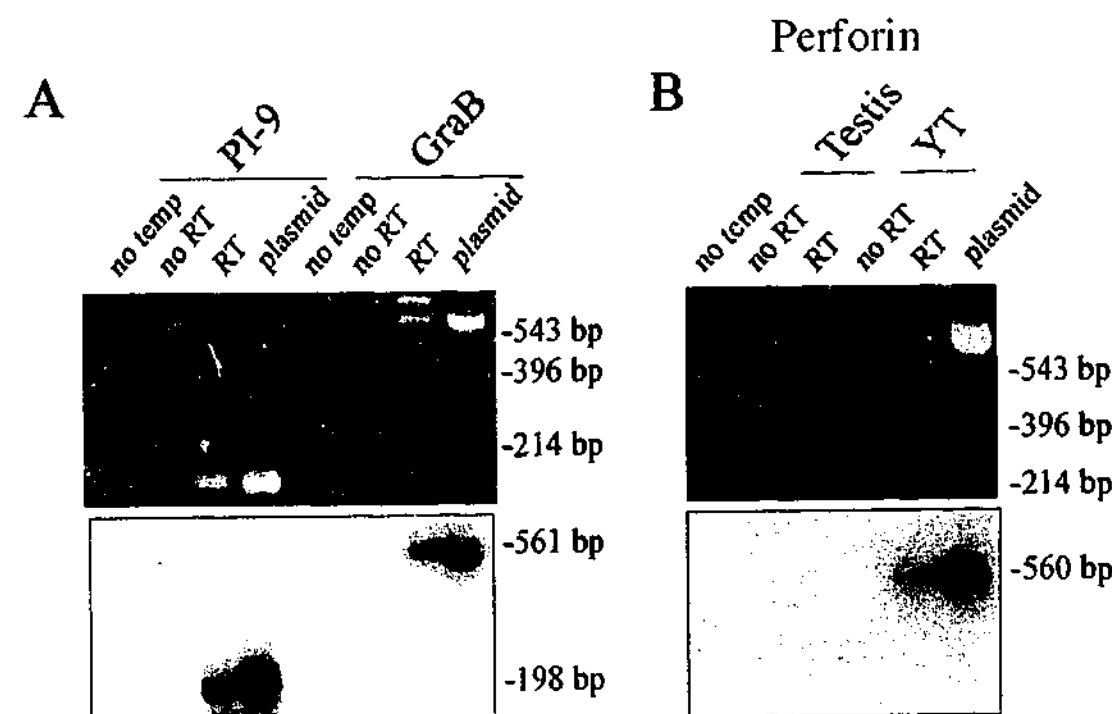 A
PI-9
GraB
no temp
no RT
RT
plasmid
no temp
no RT
RT
plasmid
-543 bp
-396 bp
-214 bp
-561 bp
-198 bp
Perforin
B
Testis
YT
no temp
no RT
RT
no RT
RT
plasmid
-543 bp
-396 bp
-214 bp
-560 bp